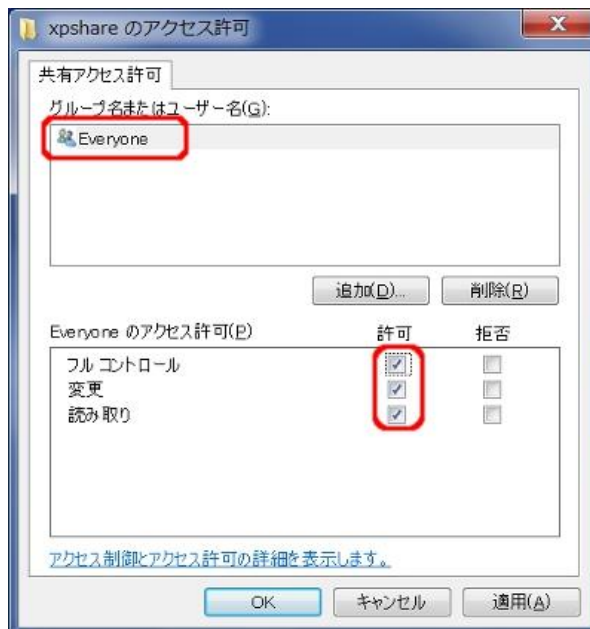 xpshare のアクセス許可
共有アクセス許可
グループ名またはユーザー名(G):
Everyone
追加(D)... 削除(R)
Everyone のアクセス許可(P) 許可 拒否
フル コントロール
変更
読み取り
アクセス制御とアクセス許可の詳細を表示します。
OK キャンセル 適用(A)